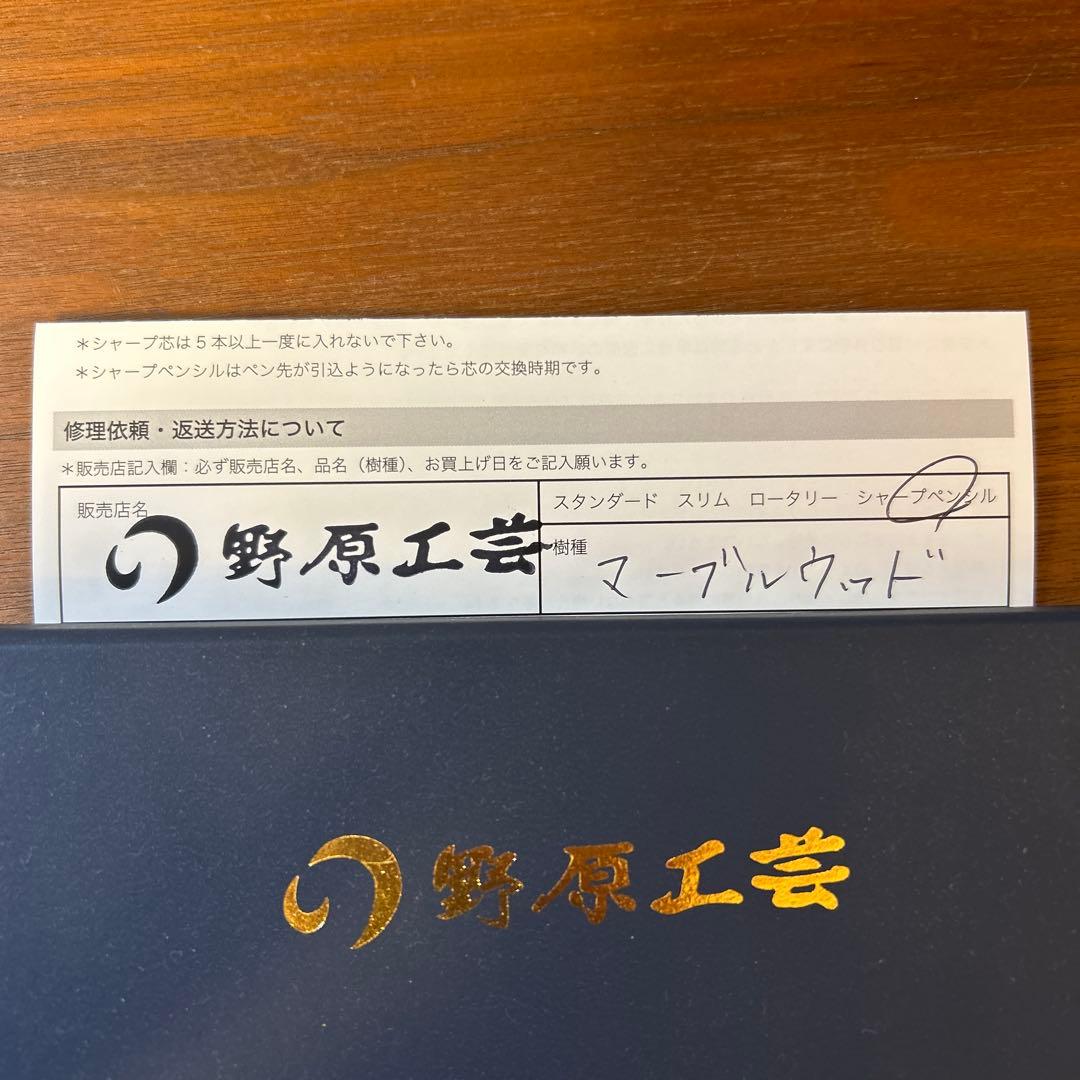 ＊シャープ芯は5本以上一度に入れないで下さい。
＊シャープペンシルはペン先が引込ようになったら芯の交換時期です。
修理依頼・返送方法について
＊販売店記入欄：必ず販売店名、品名（樹種）、お買上げ日をご記入願います。
販売店名
野原工芸
スタンダード　スリム　ロータリー　シャープペンシル
樹種
マーブルウッド
野原工芸